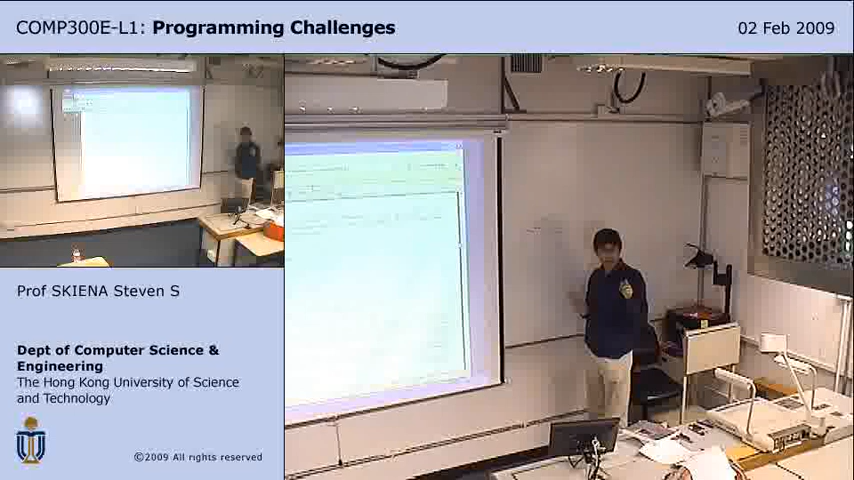 COMP300E-L1: Programming Challenges
02 Feb 2009
Prof SKIENA Steven S
Dept of Computer Science &
Engineering
The Hong Kong University of Science
and Technology
©2009 All rights reserved